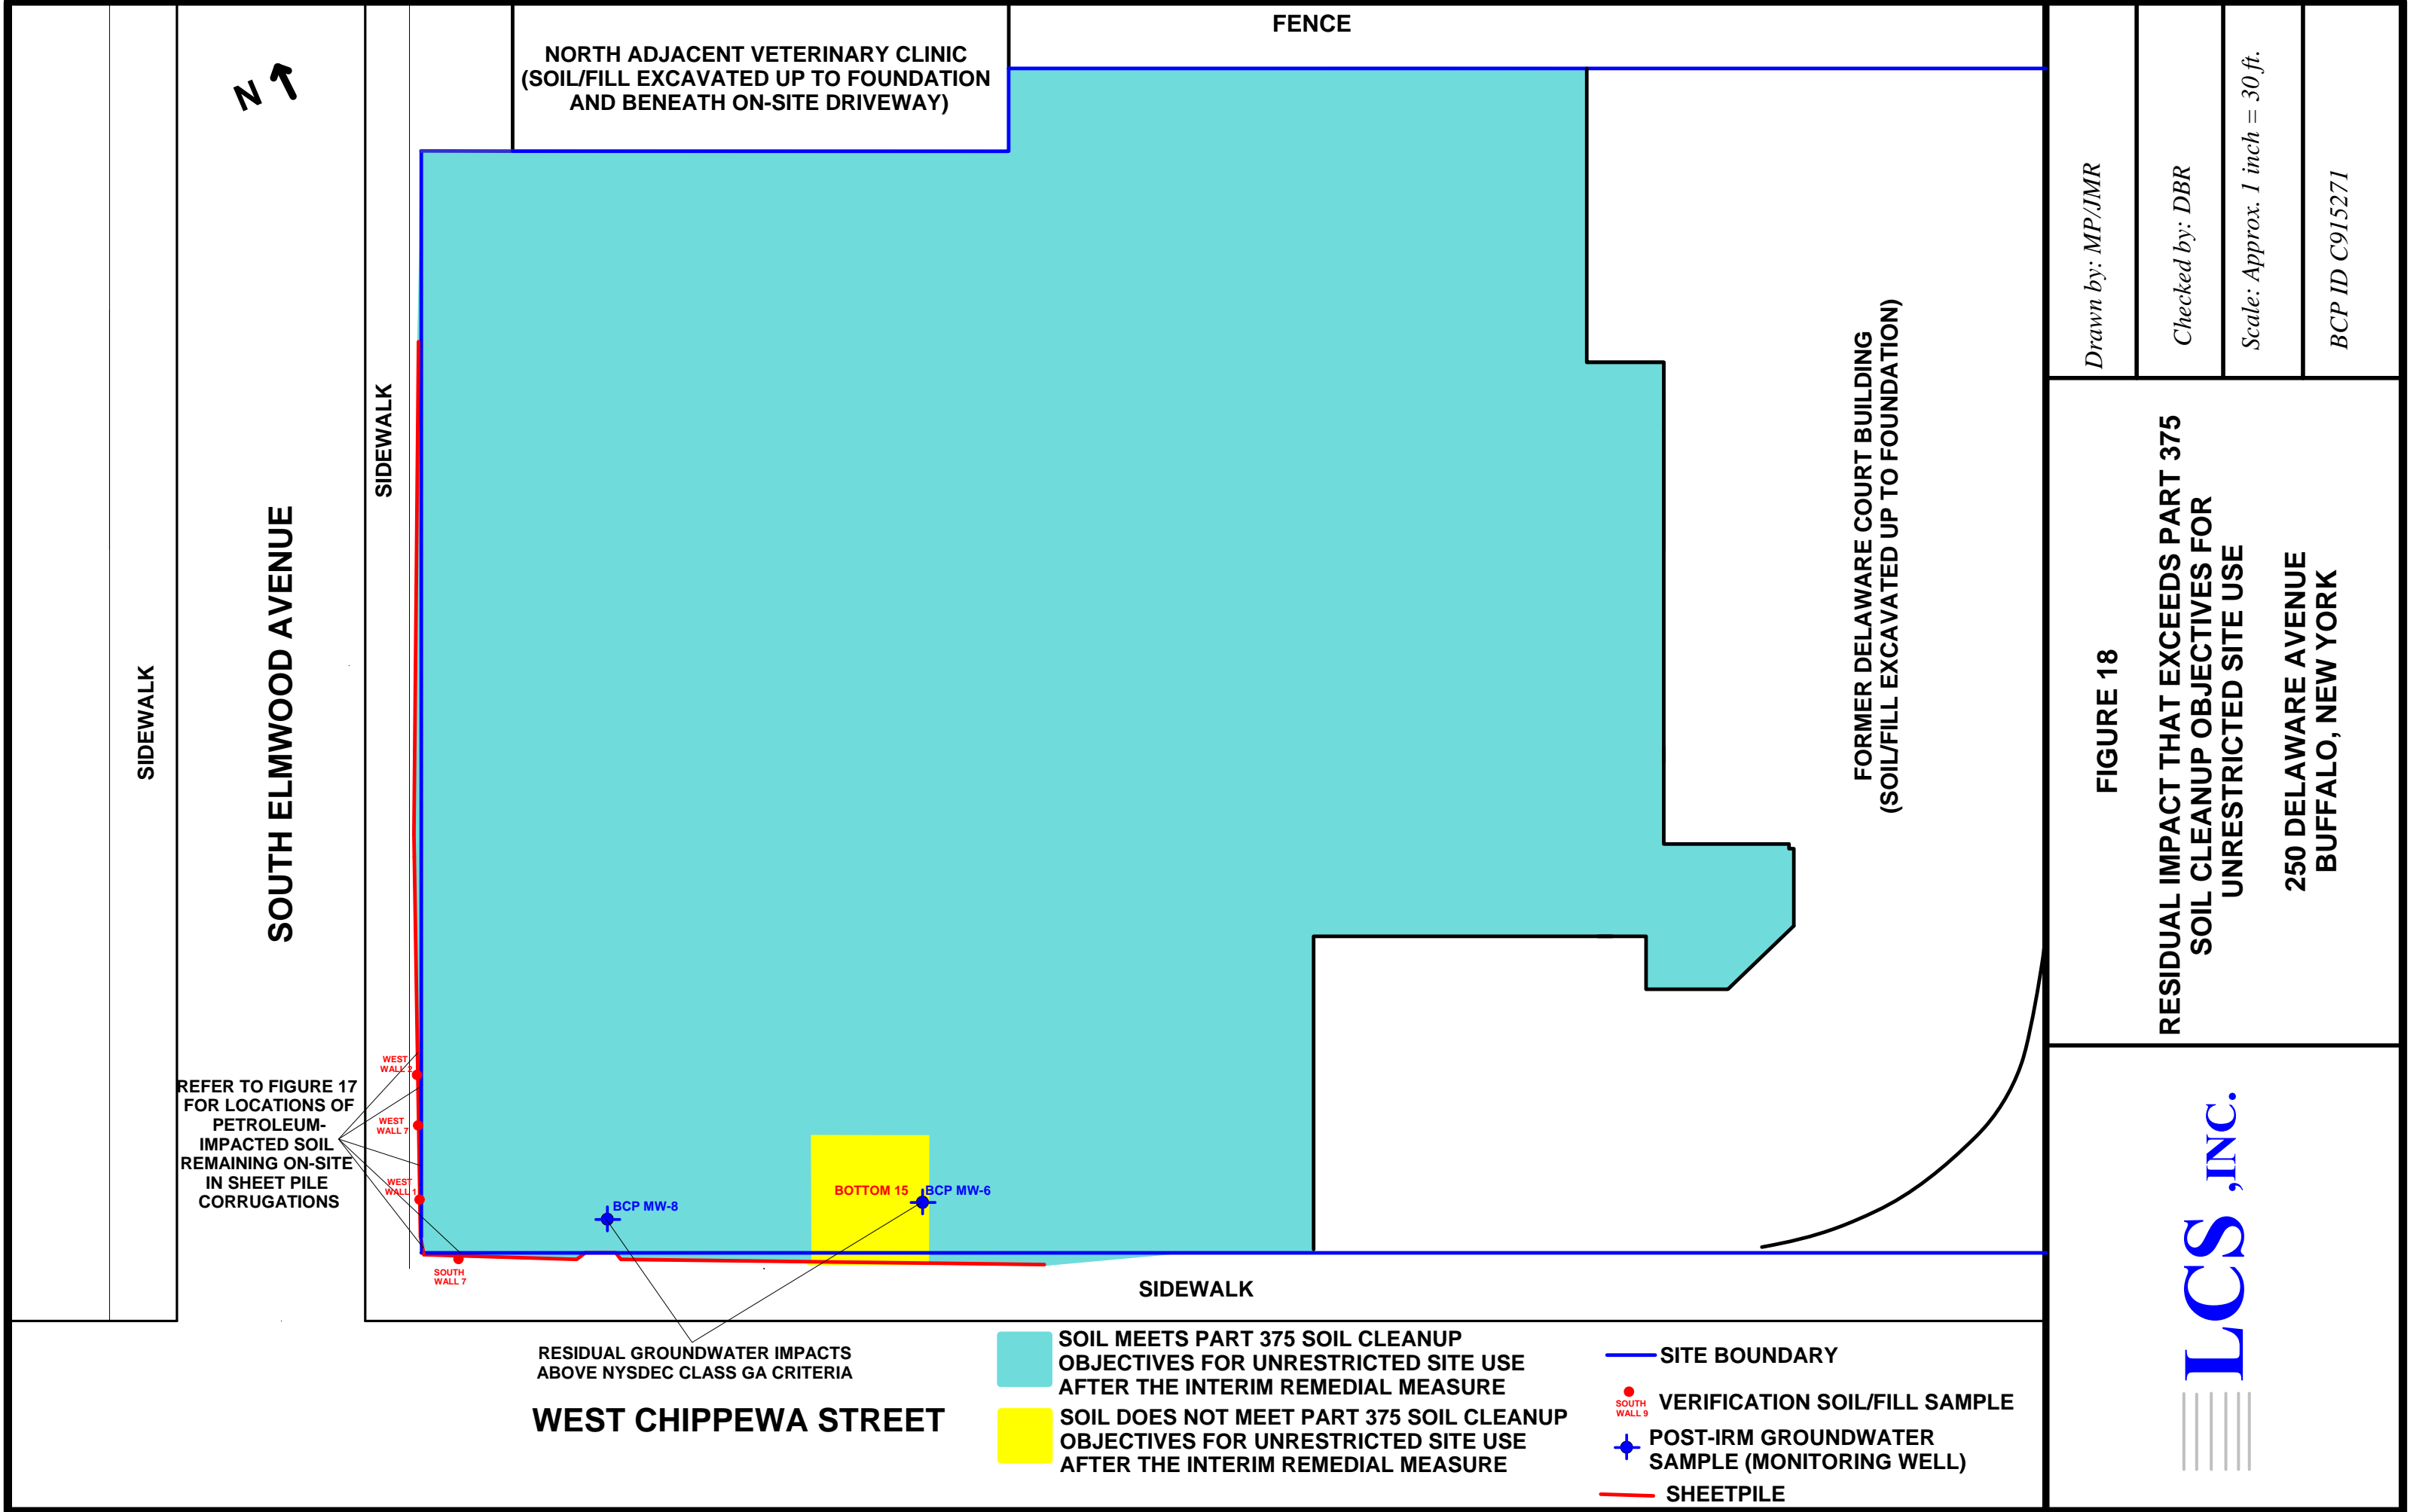 FENCE
NORTH ADJACENT VETERINARY CLINIC
(SOIL/FILL EXCAVATED UP TO FOUNDATION
AND BENEATH ON-SITE DRIVEWAY)
N
SIDEWALK
SOUTH ELMWOOD AVENUE
SIDEWALK
FORMER DELAWARE COURT BUILDING
(SOIL/FILL EXCAVATED UP TO FOUNDATION)
WEST
WALL 2
WEST
WALL 7
WEST
WALL 1
SOUTH
WALL 7
REFER TO FIGURE 17
FOR LOCATIONS OF
PETROLEUM-
IMPACTED SOIL
REMAINING ON-SITE
IN SHEET PILE
CORRUGATIONS
BCP MW-8
BOTTOM 15
BCP MW-6
SIDEWALK
RESIDUAL GROUNDWATER IMPACTS
ABOVE NYSDEC CLASS GA CRITERIA
WEST CHIPPEWA STREET
SOIL MEETS PART 375 SOIL CLEANUP
OBJECTIVES FOR UNRESTRICTED SITE USE
AFTER THE INTERIM REMEDIAL MEASURE
SOIL DOES NOT MEET PART 375 SOIL CLEANUP
OBJECTIVES FOR UNRESTRICTED SITE USE
AFTER THE INTERIM REMEDIAL MEASURE
SITE BOUNDARY
SOUTH
WALL 9
VERIFICATION SOIL/FILL SAMPLE
POST-IRM GROUNDWATER
SAMPLE (MONITORING WELL)
SHEETPILE
Drawn by: MP/JMR
Checked by: DBR
Scale: Approx. 1 inch = 30 ft.
BCP ID C915271
FIGURE 18
RESIDUAL IMPACT THAT EXCEEDS PART 375
SOIL CLEANUP OBJECTIVES FOR
UNRESTRICTED SITE USE
250 DELAWARE AVENUE
BUFFALO, NEW YORK
LCS ,INC.